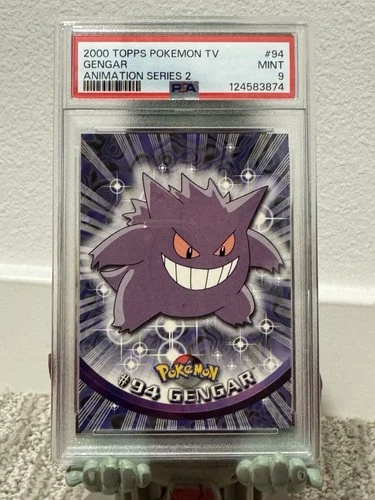 2000 TOPPS POKEMON TV #94
GENGAR MINT
ANIMATION SERIES 2 9
PSA 124583874
POKéMON
#94 GENGAR